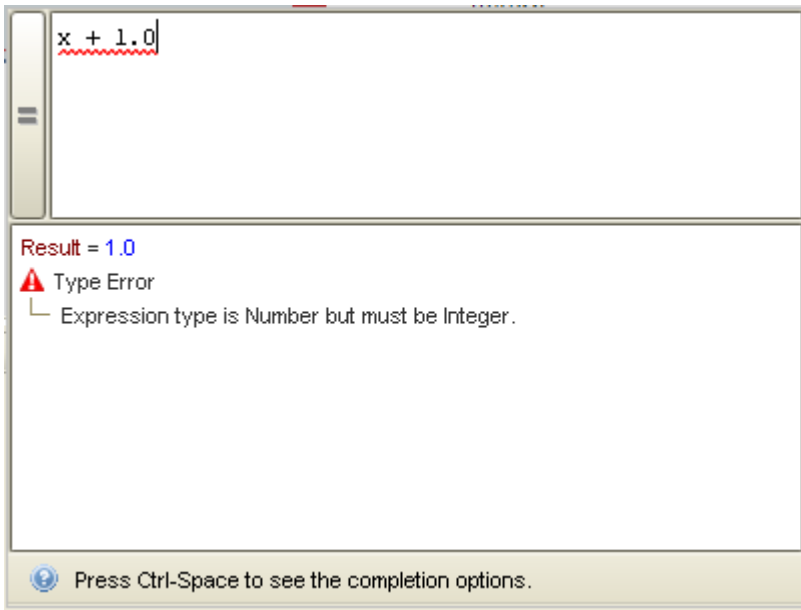 x + 1.0
=
Result = 1.0
Type Error
Expression type is Number but must be Integer.
Press Ctrl-Space to see the completion options.